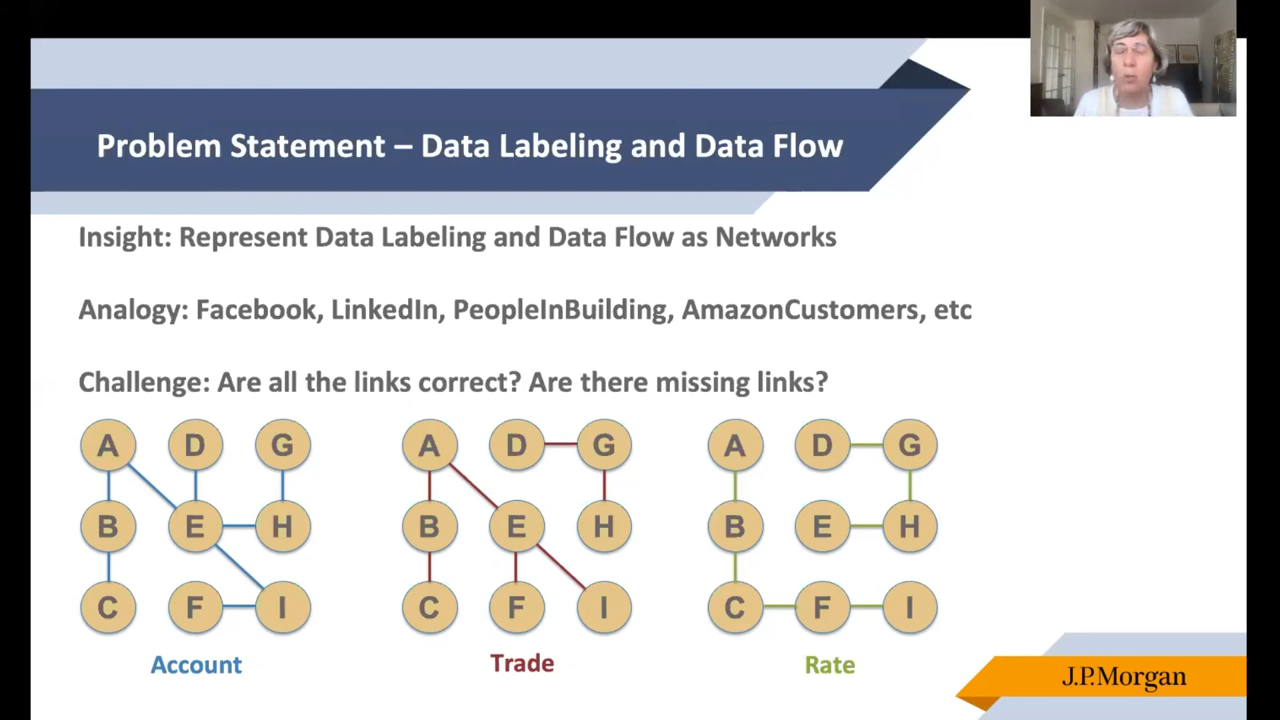 Problem Statement – Data Labeling and Data Flow
Insight: Represent Data Labeling and Data Flow as Networks
Analogy: Facebook, LinkedIn, PeopleInBuilding, AmazonCustomers, etc
Challenge: Are all the links correct? Are there missing links?
A D G
B E H
C F I
Account
A D G
B E H
C F I
Trade
A D G
B E H
C F I
Rate
J.P.Morgan